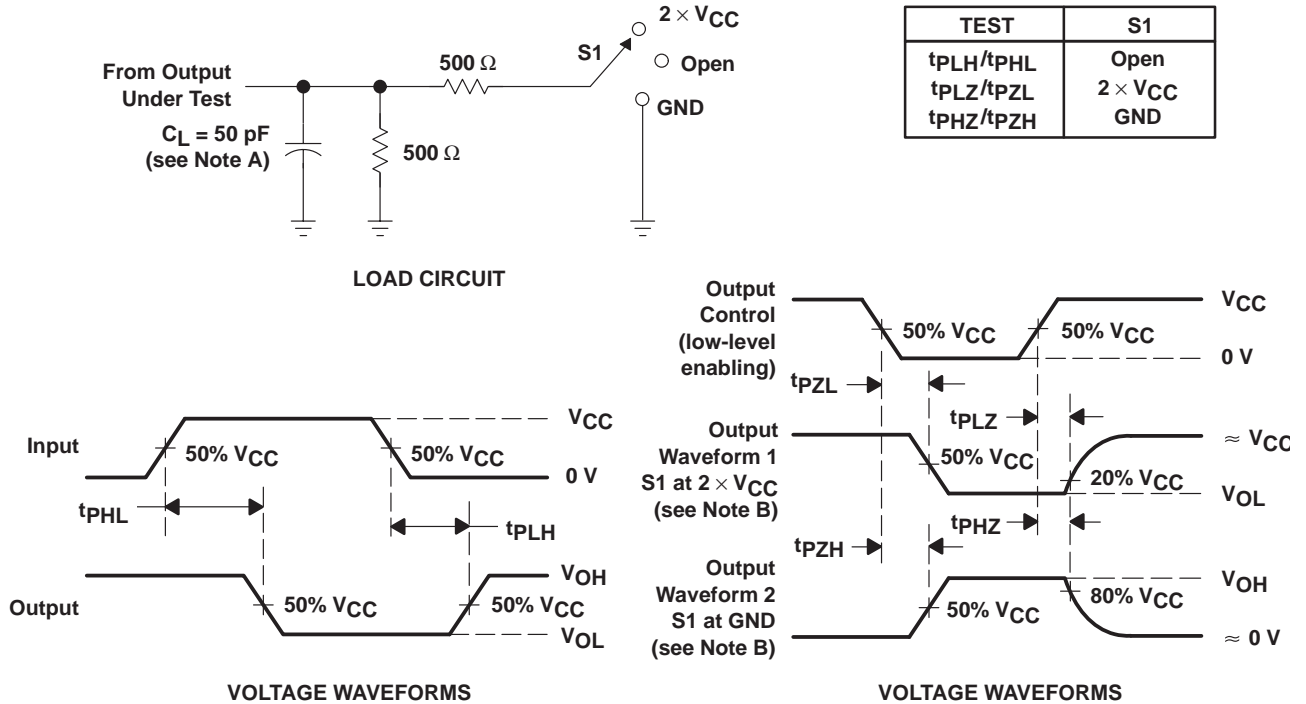 2 × VCC
S1
Open
GND
500 Ω
From Output
Under Test
CL = 50 pF
(see Note A)
500 Ω
LOAD CIRCUIT
TEST S1
tPLH/tPHL Open
tPLZ/tPZL 2 × VCC
tPHZ/tPZH GND
Input
VCC
50% VCC
50% VCC
0 V
tPHL
tPLH
Output
VOH
50% VCC
50% VCC
VOL
VOLTAGE WAVEFORMS
Output
Control
(low-level
enabling)
VCC
50% VCC
50% VCC
0 V
tPZL
tPLZ
Output
Waveform 1
S1 at 2 × VCC
(see Note B)
≈ VCC
50% VCC
20% VCC
VOL
tPHZ
tPZH
Output
Waveform 2
S1 at GND
(see Note B)
VOH
50% VCC
80% VCC
≈ 0 V
VOLTAGE WAVEFORMS